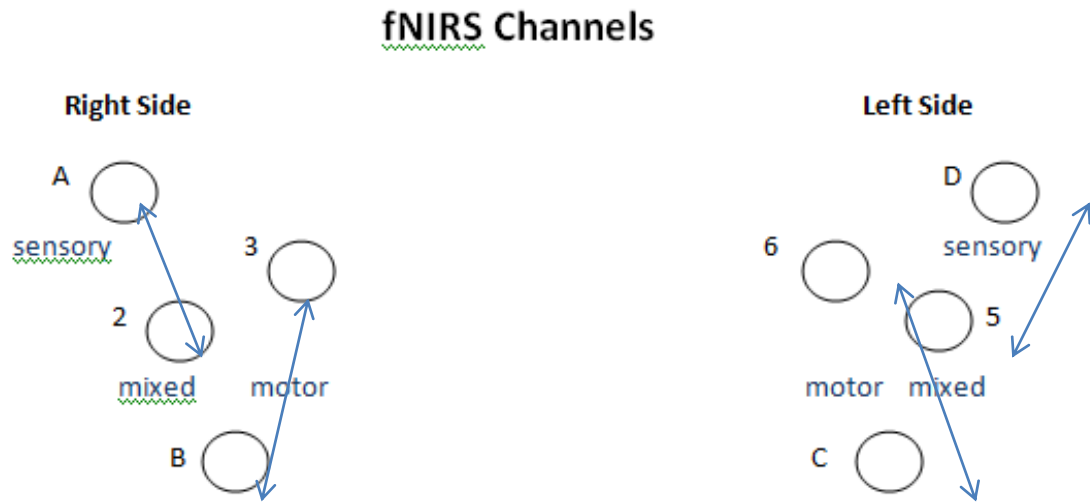 fNIRS Channels
Right Side
Left Side
A
D
sensory
3
6
sensory
2
5
mixed
motor
motor
mixed
B
C